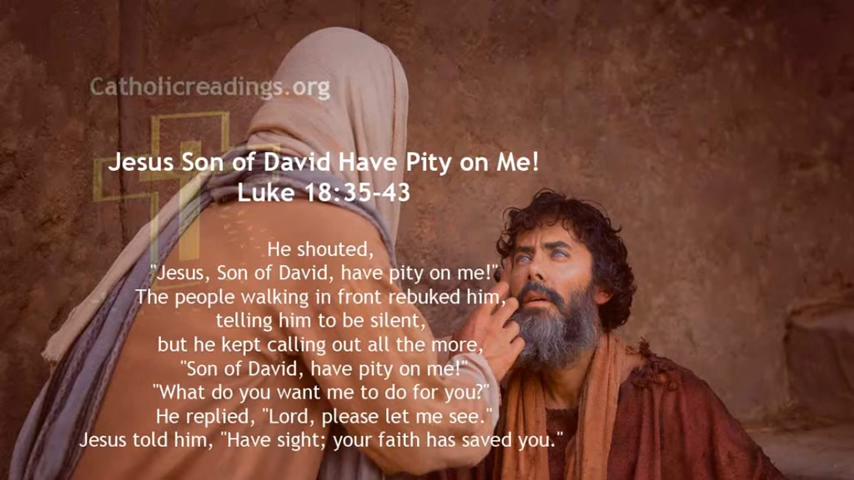 Catholicreadings.org
Jesus Son of David Have Pity on Me!
Luke 18:35-43
He shouted,
"Jesus, Son of David, have pity on me!"
The people walking in front rebuked him,
telling him to be silent,
but he kept calling out all the more,
"Son of David, have pity on me!"
"What do you want me to do for you?"
He replied, "Lord, please let me see."
Jesus told him, "Have sight; your faith has saved you."